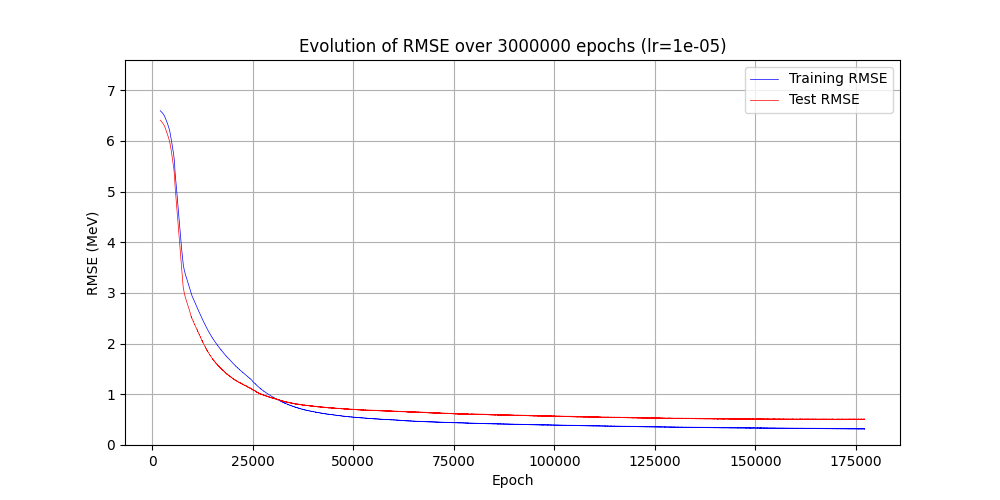 Evolution of RMSE over 3000000 epochs (lr=1e-05)
Training RMSE
Test RMSE
RMSE (MeV)
7
6
5
4
3
2
1
0
0 25000 50000 75000 100000 125000 150000 175000
Epoch